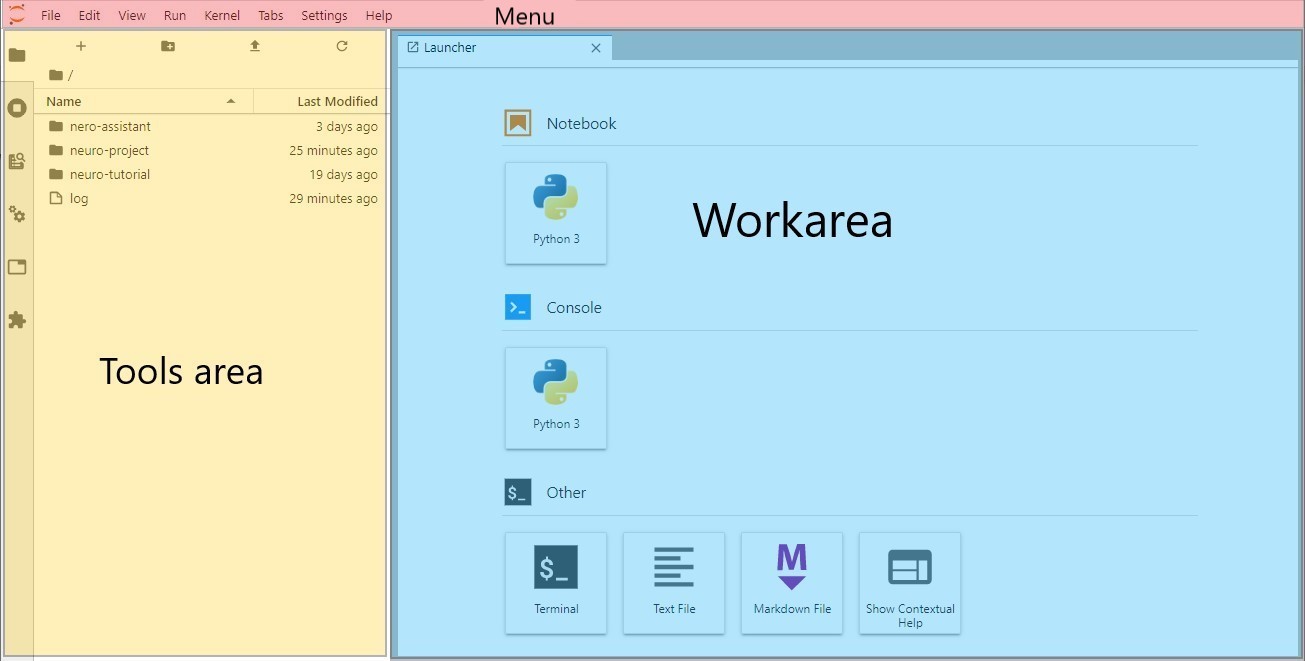 File Edit View Run Kernel Tabs Settings Help Menu
Launcher
/
Name Last Modified
nero-assistant 3 days ago
neuro-project 25 minutes ago
neuro-tutorial 19 days ago
log 29 minutes ago
Tools area
Notebook
Python 3
Workarea
Console
Python 3
Other
$_
Terminal Text File Markdown File Show Contextual
Help